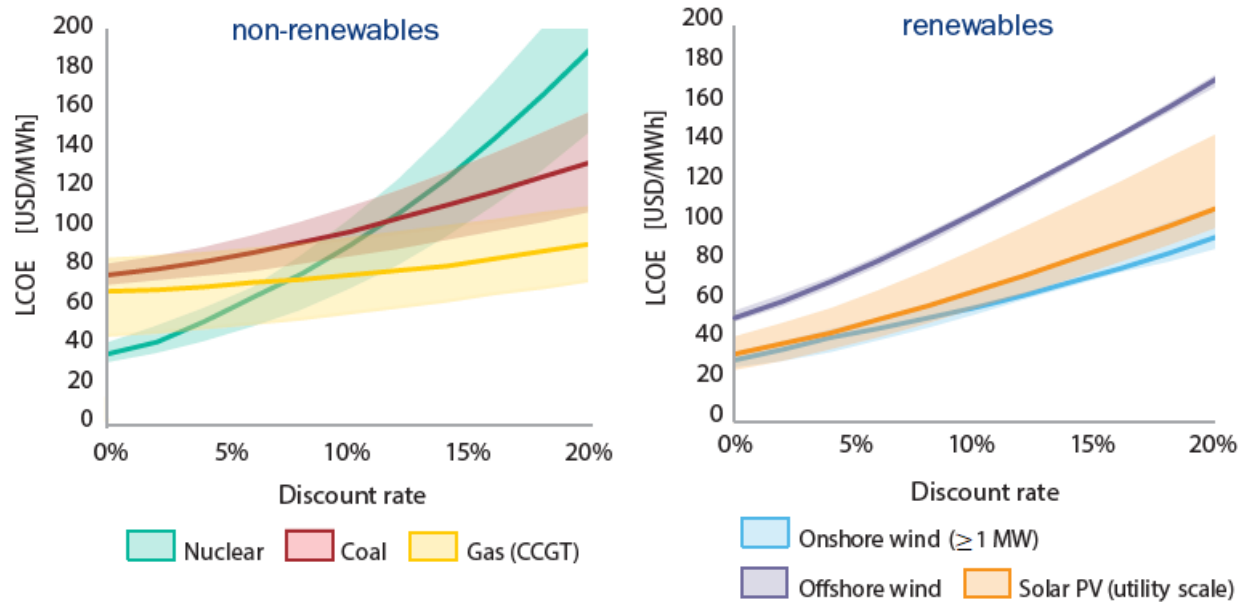 non-renewables
200
180
160
140
120
100
80
60
40
20
0
LCOE [USD/MWh]
0% 5% 10% 15% 20%
Discount rate
Nuclear Coal Gas (CCGT)
renewables
200
180
160
140
120
100
80
60
40
20
0
LCOE [USD/MWh]
0% 5% 10% 15% 20%
Discount rate
Onshore wind (≥ 1 MW)
Offshore wind Solar PV (utility scale)